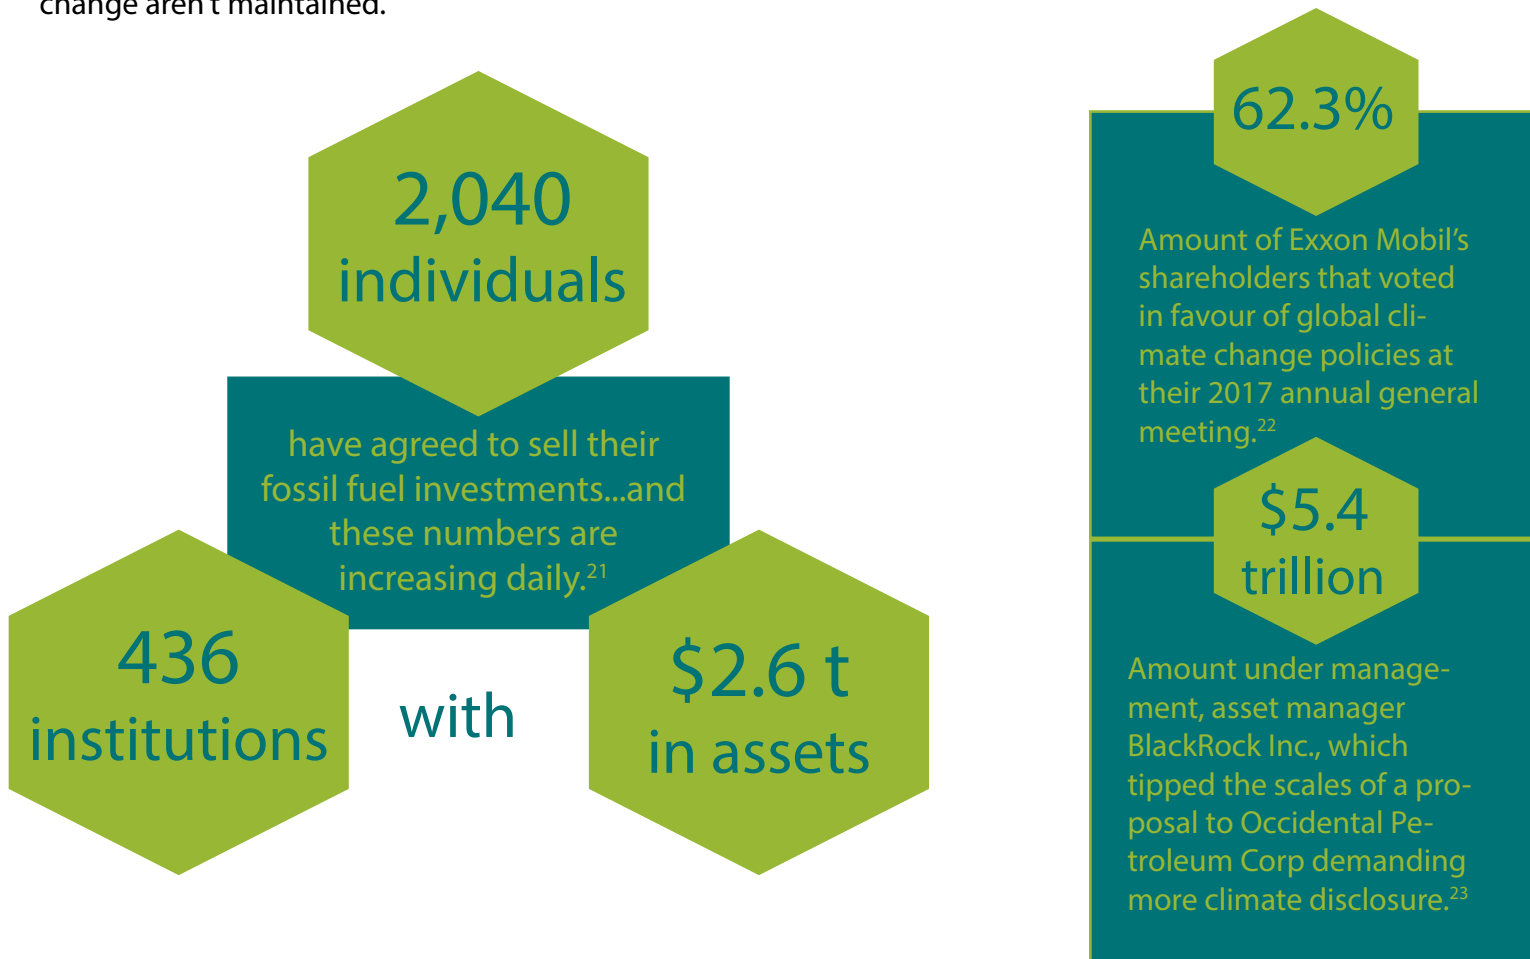 change aren't maintained.
2,040
individuals
have agreed to sell their
fossil fuel investments...and
these numbers are
increasing daily.21
436
institutions
with
$2.6 t
in assets
62.3%
Amount of Exxon Mobil's
shareholders that voted
in favour of global cli-
mate change policies at
their 2017 annual general
meeting.22
$5.4
trillion
Amount under manage-
ment, asset manager
BlackRock Inc., which
tipped the scales of a pro-
posal to Occidental Pe-
troleum Corp demanding
more climate disclosure.23